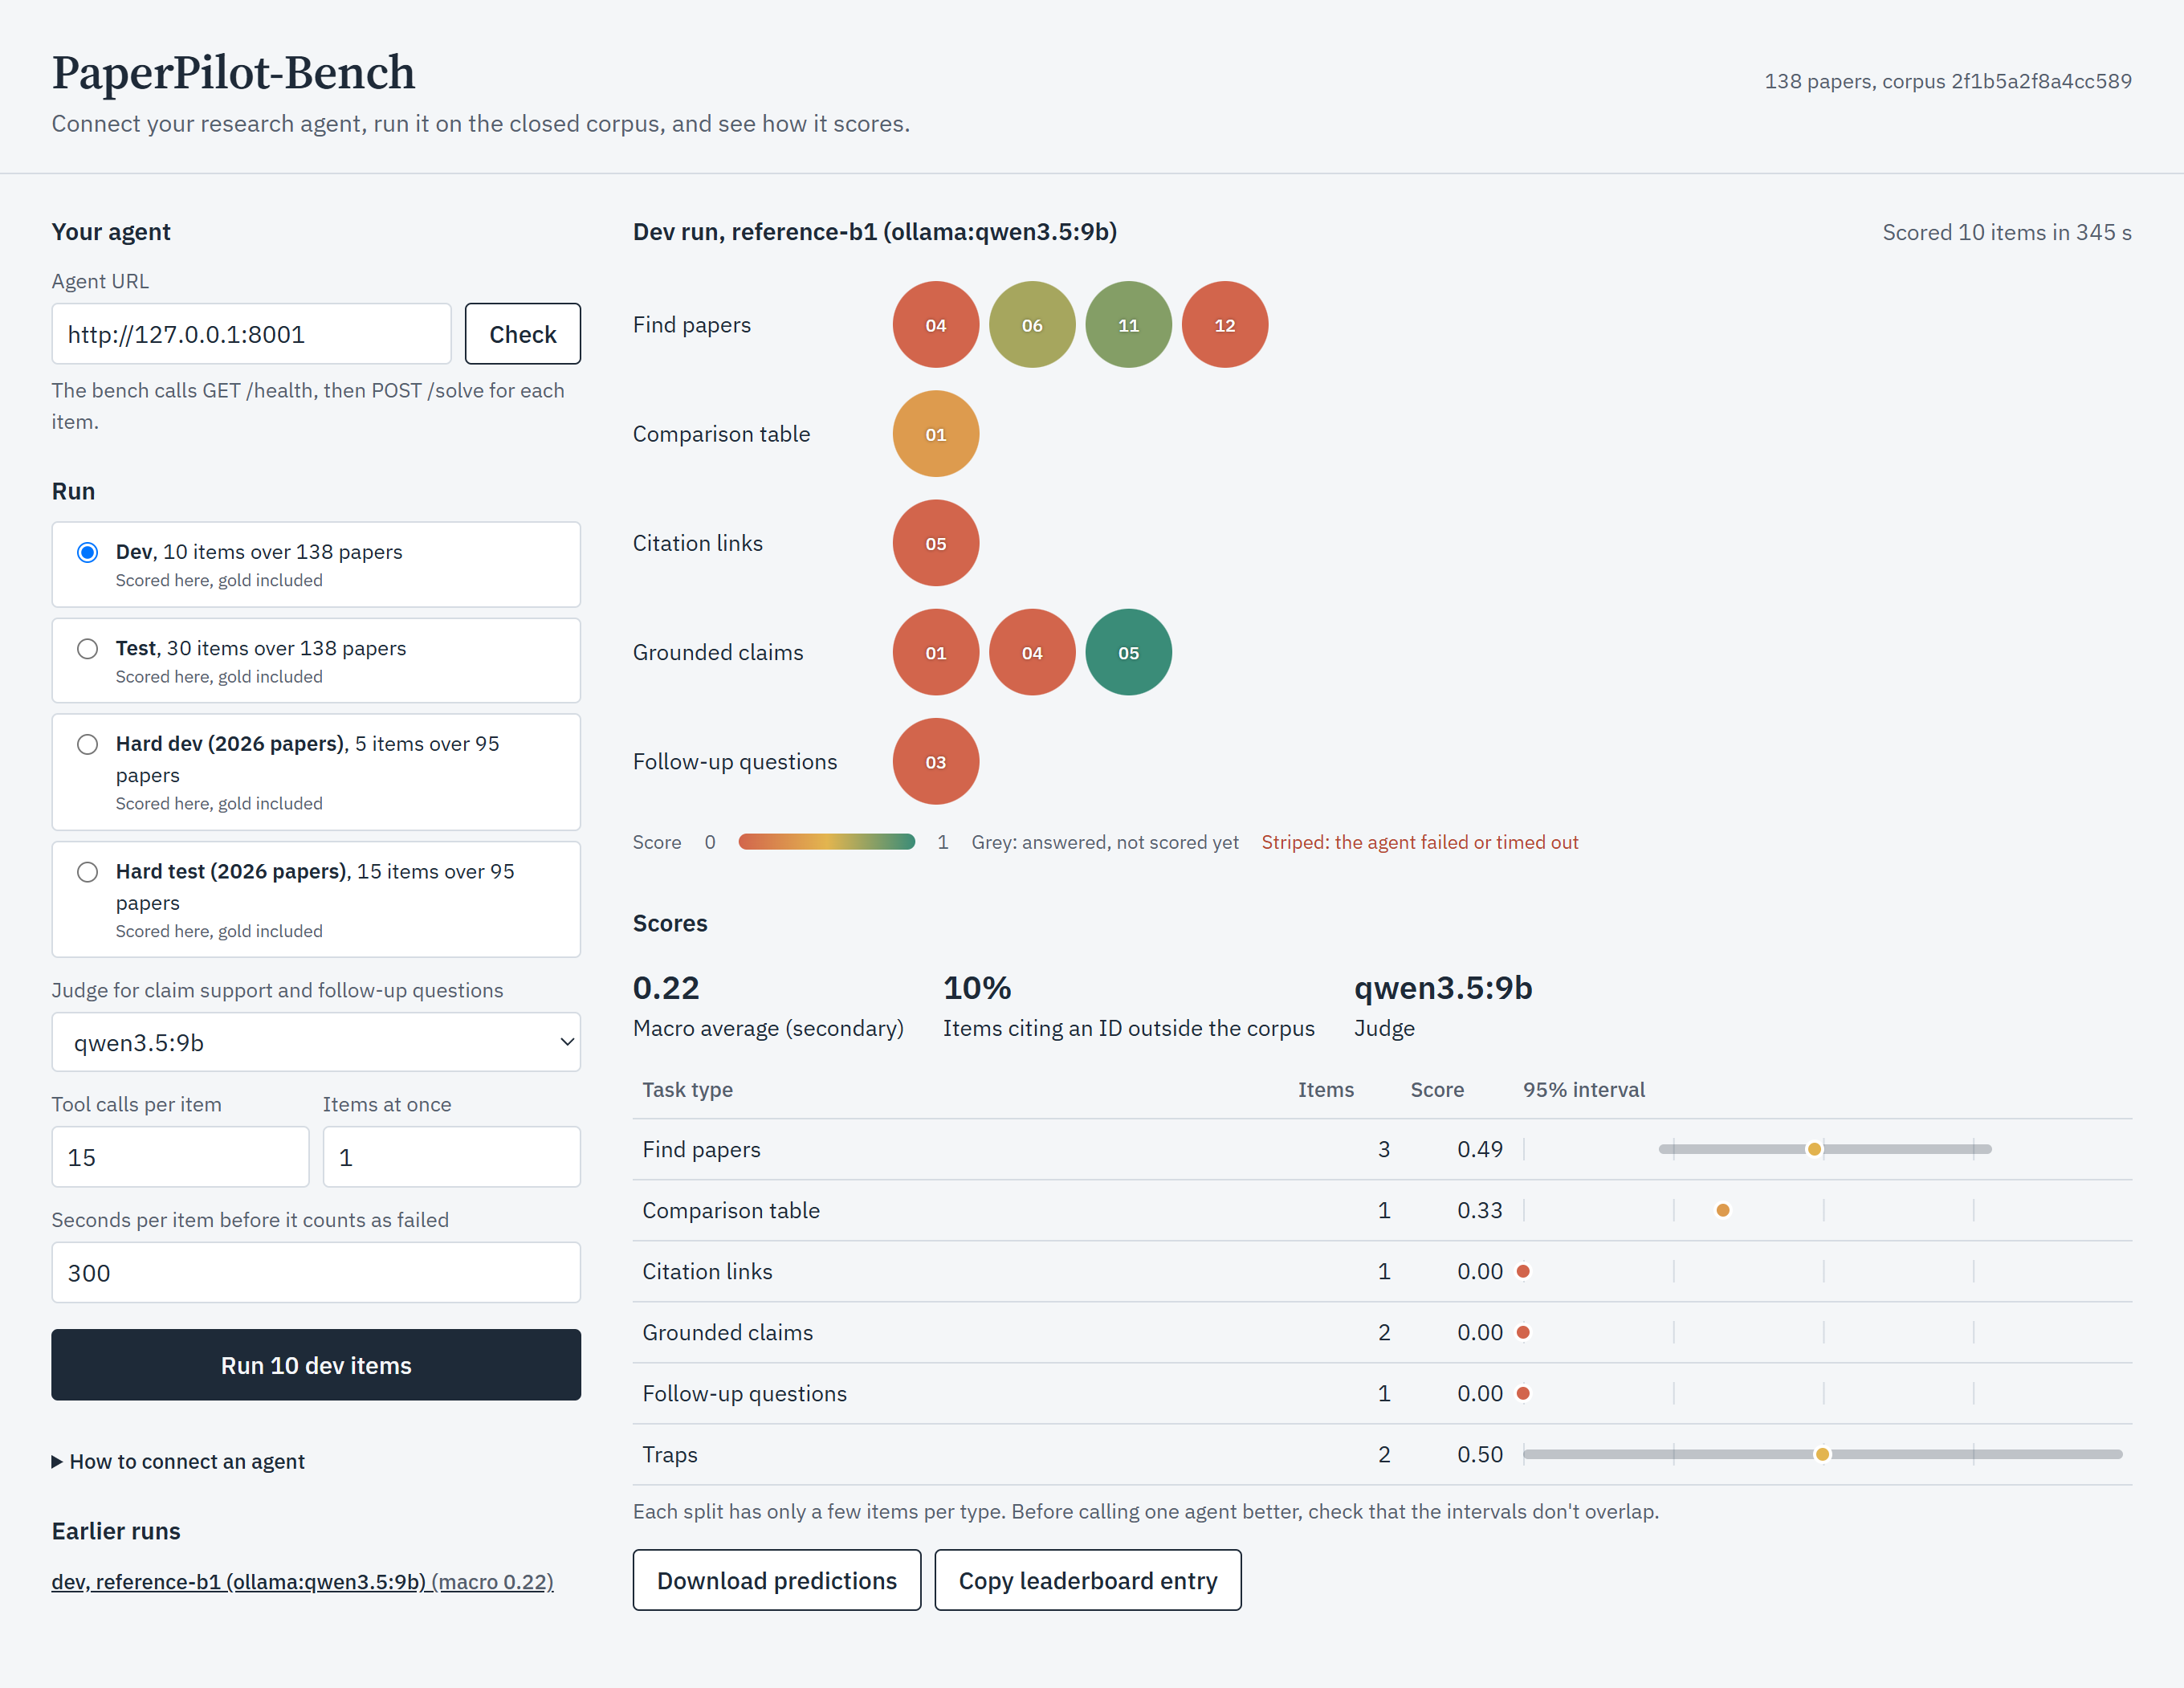 PaperPilot-Bench
Connect your research agent, run it on the closed corpus, and see how it scores.
138 papers, corpus 2f1b5a2f8a4cc589
Your agent
Agent URL
http://127.0.0.1:8001
Check
The bench calls GET /health, then POST /solve for each
item.
Run
Dev, 10 items over 138 papers
Scored here, gold included
Test, 30 items over 138 papers
Scored here, gold included
Hard dev (2026 papers), 5 items over 95
papers
Scored here, gold included
Hard test (2026 papers), 15 items over 95
papers
Scored here, gold included
Judge for claim support and follow-up questions
qwen3.5:9b
Tool calls per item
Items at once
15
1
Seconds per item before it counts as failed
300
Run 10 dev items
How to connect an agent
Earlier runs
dev, reference-b1 (ollama:qwen3.5:9b) (macro 0.22)
Dev run, reference-b1 (ollama:qwen3.5:9b)
Scored 10 items in 345 s
Find papers 04 06 11 12
Comparison table 01
Citation links 05
Grounded claims 01 04 05
Follow-up questions 03
Score 0 1 Grey: answered, not scored yet Striped: the agent failed or timed out
Scores
0.22 10% qwen3.5:9b
Macro average (secondary) Items citing an ID outside the corpus Judge
Task type Items Score 95% interval
Find papers 3 0.49
Comparison table 1 0.33
Citation links 1 0.00
Grounded claims 2 0.00
Follow-up questions 1 0.00
Traps 2 0.50
Each split has only a few items per type. Before calling one agent better, check that the intervals don't overlap.
Download predictions
Copy leaderboard entry